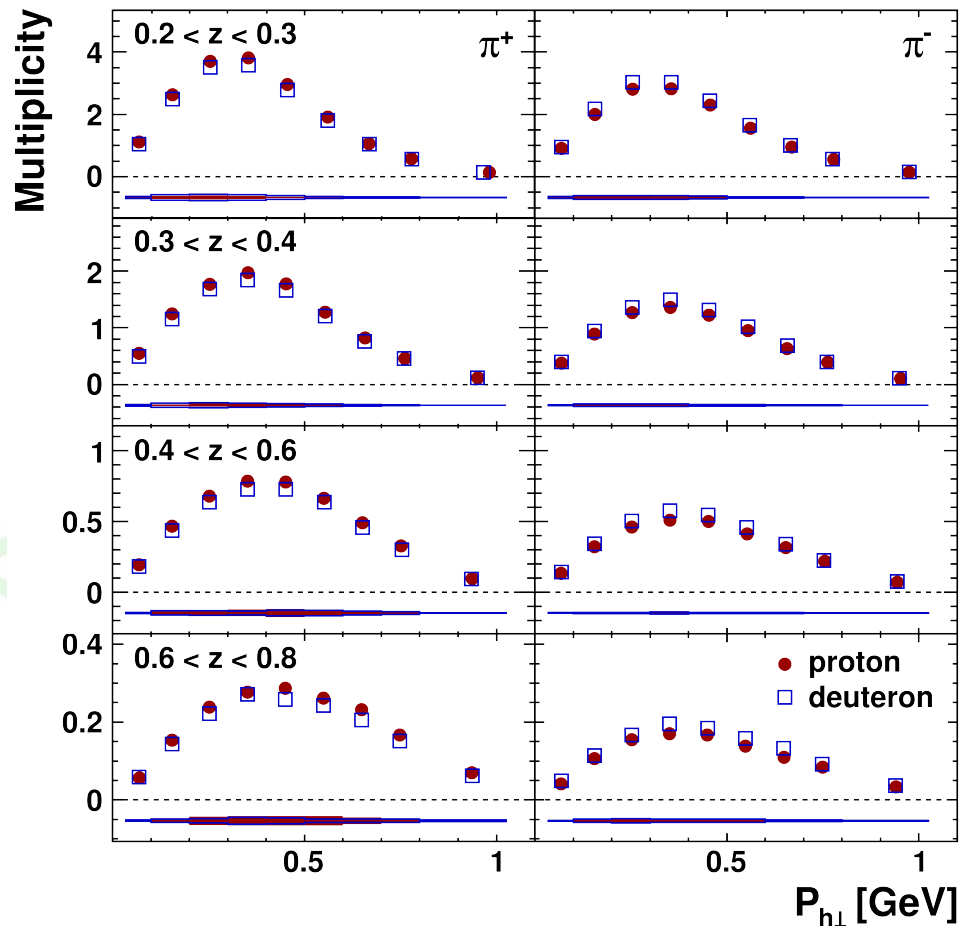 Multiplicity
0.2 < z < 0.3
π+
π-
4
2
0
0.3 < z < 0.4
2
1
0
0.4 < z < 0.6
1
0.5
0
0.6 < z < 0.8
proton
deuteron
0.4
0.2
0
0.5 1 0.5 1
Ph⊥ [GeV]